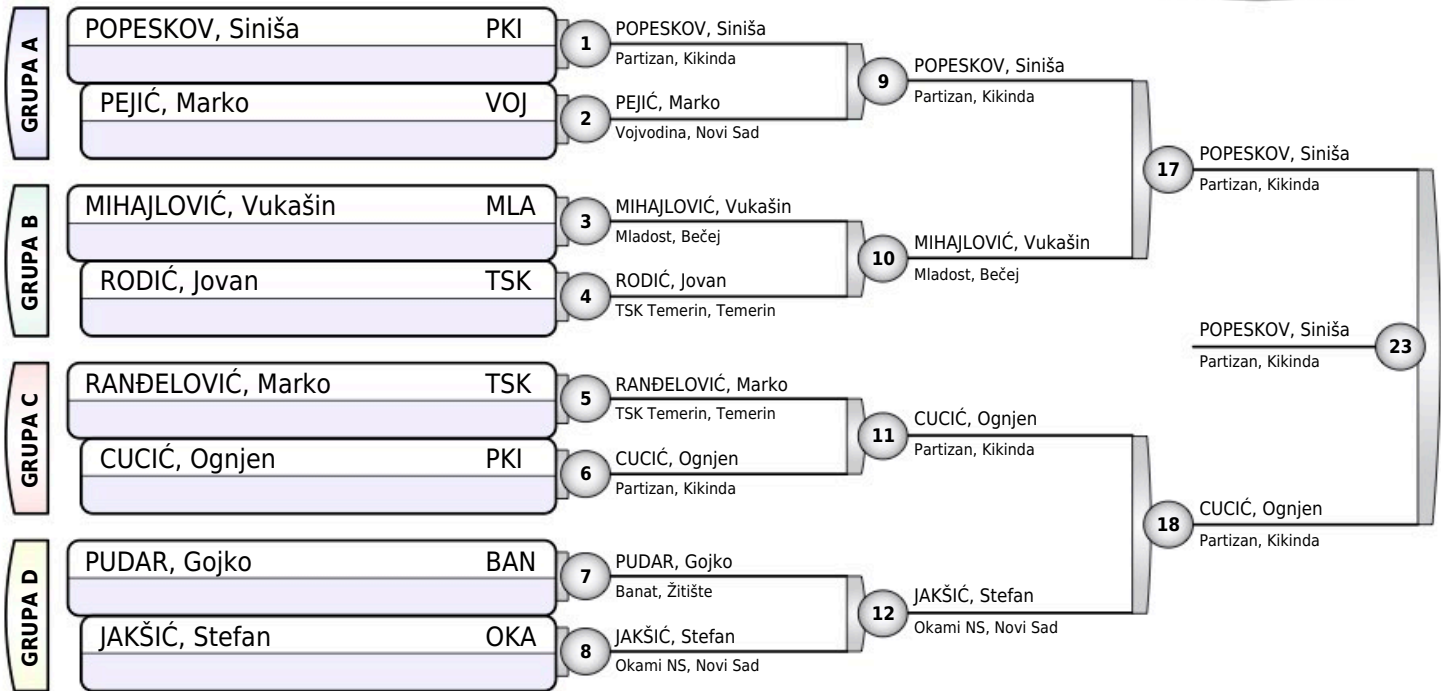 GRUPA A
POPESKOV, Siniša PKI
PEJIĆ, Marko VOJ
1
POPESKOV, Siniša
Partizan, Kikinda
2
PEJIĆ, Marko
Vojvodina, Novi Sad
9
POPESKOV, Siniša
Partizan, Kikinda
GRUPA B
MIHAJLOVIĆ, Vukašin MLA
RODIĆ, Jovan TSK
3
MIHAJLOVIĆ, Vukašin
Mladost, Bečej
4
RODIĆ, Jovan
TSK Temerin, Temerin
10
MIHAJLOVIĆ, Vukašin
Mladost, Bečej
17
POPESKOV, Siniša
Partizan, Kikinda
GRUPA C
RANĐELOVIĆ, Marko TSK
CUCIĆ, Ognjen PKI
5
RANĐELOVIĆ, Marko
TSK Temerin, Temerin
6
CUCIĆ, Ognjen
Partizan, Kikinda
11
CUCIĆ, Ognjen
Partizan, Kikinda
GRUPA D
PUDAR, Gojko BAN
JAKŠIĆ, Stefan OKA
7
PUDAR, Gojko
Banat, Žitište
8
JAKŠIĆ, Stefan
Okami NS, Novi Sad
12
JAKŠIĆ, Stefan
Okami NS, Novi Sad
18
CUCIĆ, Ognjen
Partizan, Kikinda
POPESKOV, Siniša
Partizan, Kikinda
23